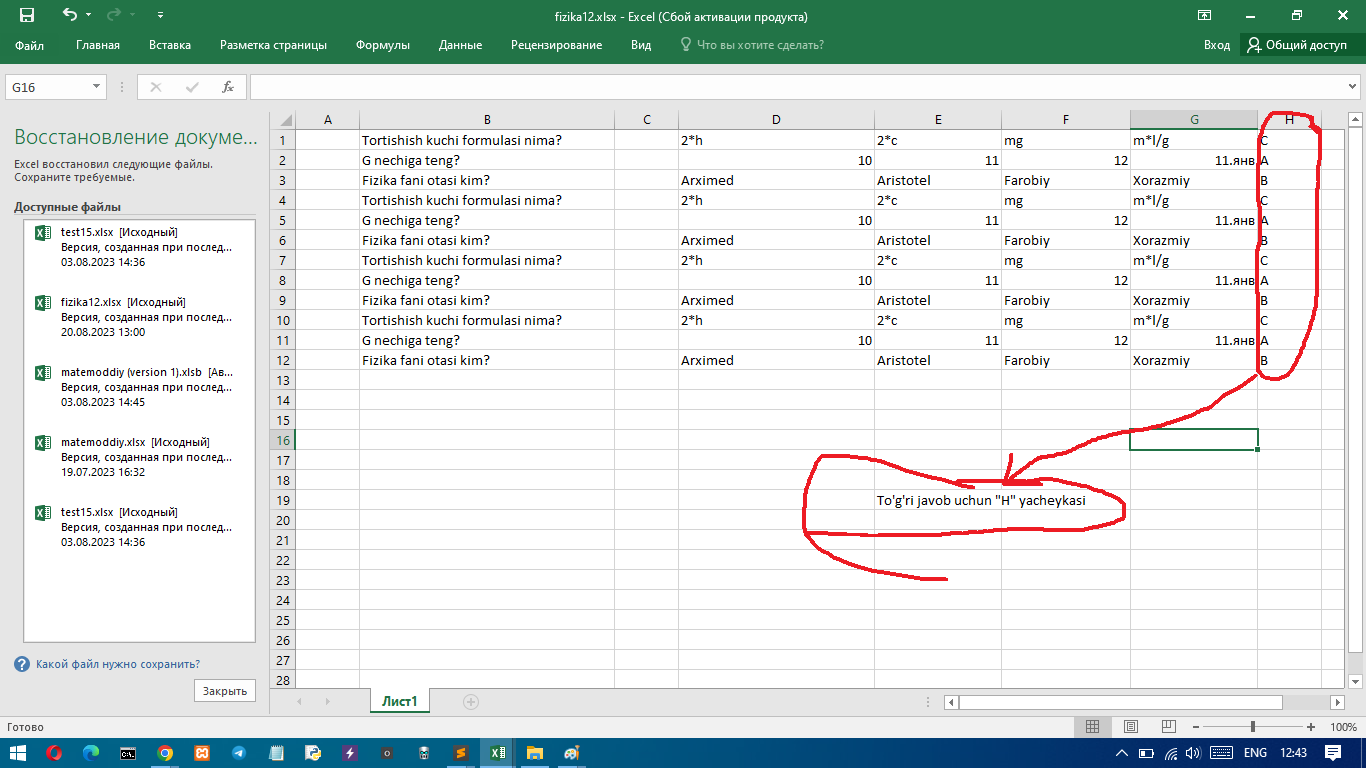 fizika12.xlsx - Excel (Сбой активации продукта)
Файл Главная Вставка Разметка страницы Формулы Данные Рецензирование Вид Что вы хотите сделать? Вход Общий доступ
G16 fx
Восстановление докуме...
Excel восстановил следующие файлы.
Сохраните требуемые.
Доступные файлы
test15.xlsx [Исходный]
Версия, созданная при послед...
03.08.2023 14:36
fizika12.xlsx [Исходный]
Версия, созданная при послед...
20.08.2023 13:00
matemoddiy (version 1).xlsb [Ав...
Версия, созданная при послед...
03.08.2023 14:45
matemoddiy.xlsx [Исходный]
Версия, созданная при послед...
19.07.2023 16:32
test15.xlsx [Исходный]
Версия, созданная при послед...
03.08.2023 14:36
Какой файл нужно сохранить?
Закрыть
A B C D E F G H
1 Tortishish kuchi formulasi nima? 2*h 2*c mg m*l/g C
2 G nechiga teng? 10 11 12 11.янв A
3 Fizika fani otasi kim? Arximed Aristotel Farobiy Xorazmiy B
4 Tortishish kuchi formulasi nima? 2*h 2*c mg m*l/g C
5 G nechiga teng? 10 11 12 11.янв A
6 Fizika fani otasi kim? Arximed Aristotel Farobiy Xorazmiy B
7 Tortishish kuchi formulasi nima? 2*h 2*c mg m*l/g C
8 G nechiga teng? 10 11 12 11.янв A
9 Fizika fani otasi kim? Arximed Aristotel Farobiy Xorazmiy B
10 Tortishish kuchi formulasi nima? 2*h 2*c mg m*l/g C
11 G nechiga teng? 10 11 12 11.янв A
12 Fizika fani otasi kim? Arximed Aristotel Farobiy Xorazmiy B
13
14
15
16
17
18
19 To'g'ri javob uchun "H" yacheykasi
20
21
22
23
24
25
26
27
28
Лист1
Готово 100%
ENG 12:43